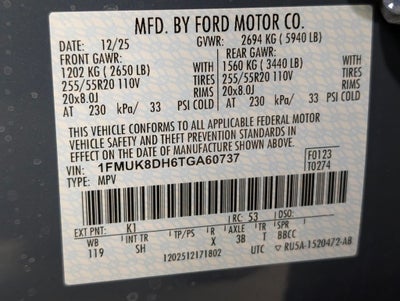 MFD. BY FORD MOTOR CO.
DATE: 12/25 GVWR: 2694 KG ( 5940 LB)
FRONT GAWR: REAR GAWR:
1202 KG ( 2650 LB) 1560 KG ( 3440 LB)
255/55R20 110V TIRES 255/55R20 110V
20x8.0J RIMS 20x8.0J
AT 230 kPa/ 33 PSI COLD AT 230 kPa/ 33 PSI COLD
THIS VEHICLE CONFORMS TO ALL APPLICABLE FEDERAL MOTOR
VEHICLE SAFETY AND THEFT PREVENTION STANDARDS IN
EFFECT ON THE DATE OF MANUFACTURE SHOWN ABOVE.
VIN: 1FMUK8DH6TGA60737 F0123
TYPE: MPV T0274
EXT PNT: K1 RC: 53 DSO:
WB INT TR TP/PS R AXLE TR SPR
119 SH X 3B T BBCC
1202512171802 UTC RU5A-1520472-AB